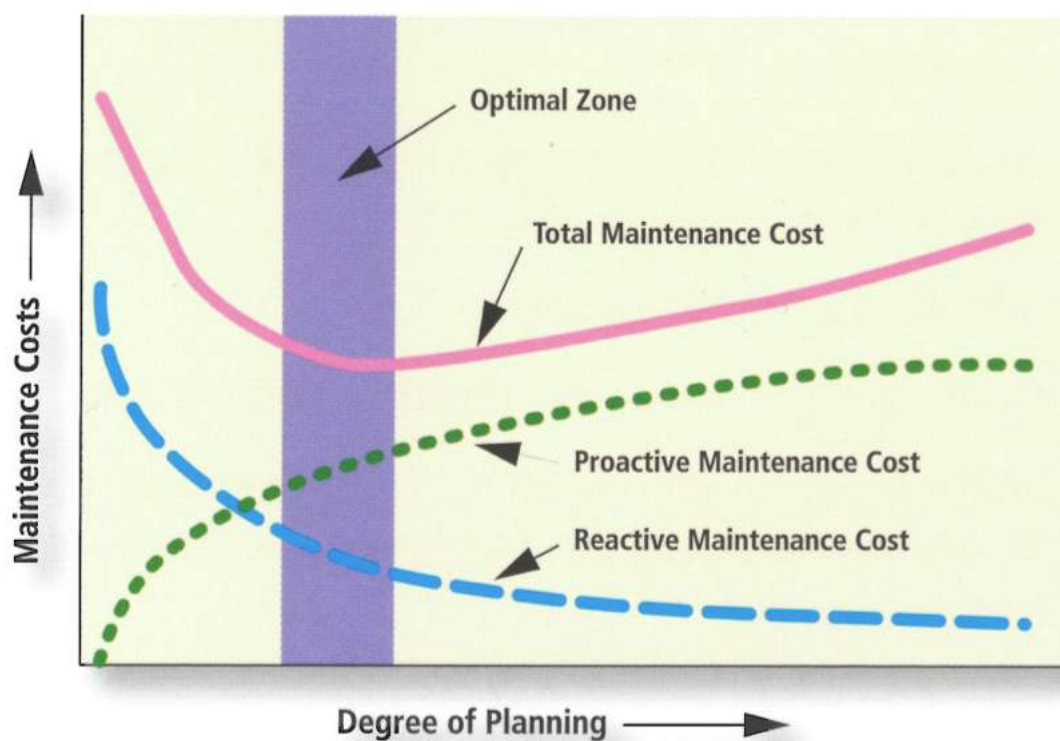 Optimal Zone
Total Maintenance Cost
Proactive Maintenance Cost
Reactive Maintenance Cost
Maintenance Costs
Degree of Planning